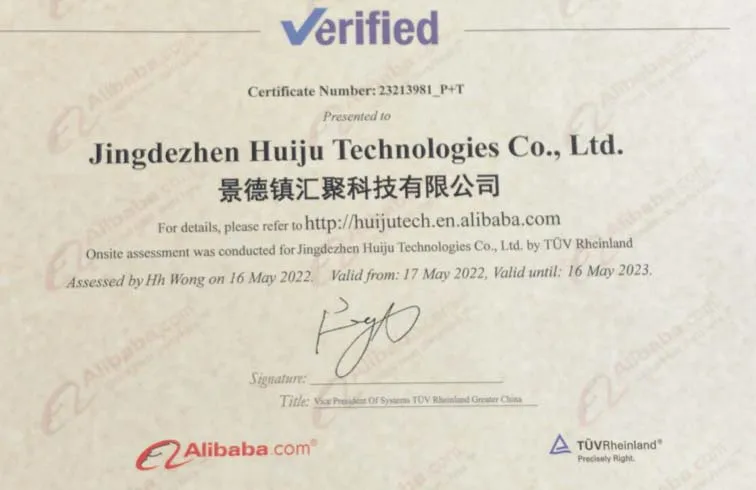 Verified
Certificate Number: 23213981_P+T
Presented to
Jingdezhen Huiju Technologies Co., Ltd.
景德镇汇聚科技有限公司
For details, please refer to http://huijutech.en.alibaba.com
Onsite assessment was conducted for Jingdezhen Huiju Technologies Co., Ltd. by TÜV Rheinland
Assessed by Hh Wong on 16 May 2022. Valid from: 17 May 2022, Valid until: 16 May 2023.
Signature:
Title: Vice President Of Systems TÜV Rheinland Greater China
Alibaba.com®
TÜVRheinland®
Precisely Right.